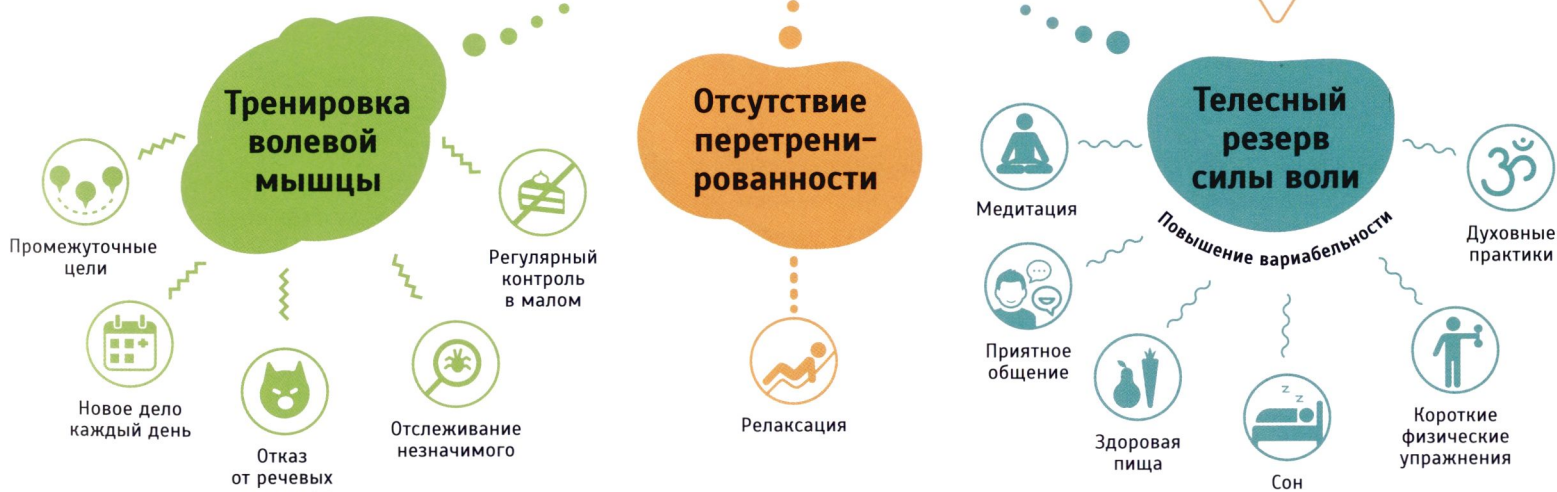 Тренировка
волевой
мышцы
Промежуточные
цели
Новое дело
каждый день
Отказ
от речевых
Отслеживание
незначимого
Регулярный
контроль
в малом
Отсутствие
перетрени-
рованности
Релаксация
Телесный
резерв
силы воли
Повышение вариабельности
Медитация
Приятное
общение
Здоровая
пища
z z
Сон
Короткие
физические
упражнения
Духовные
практики
ॐ